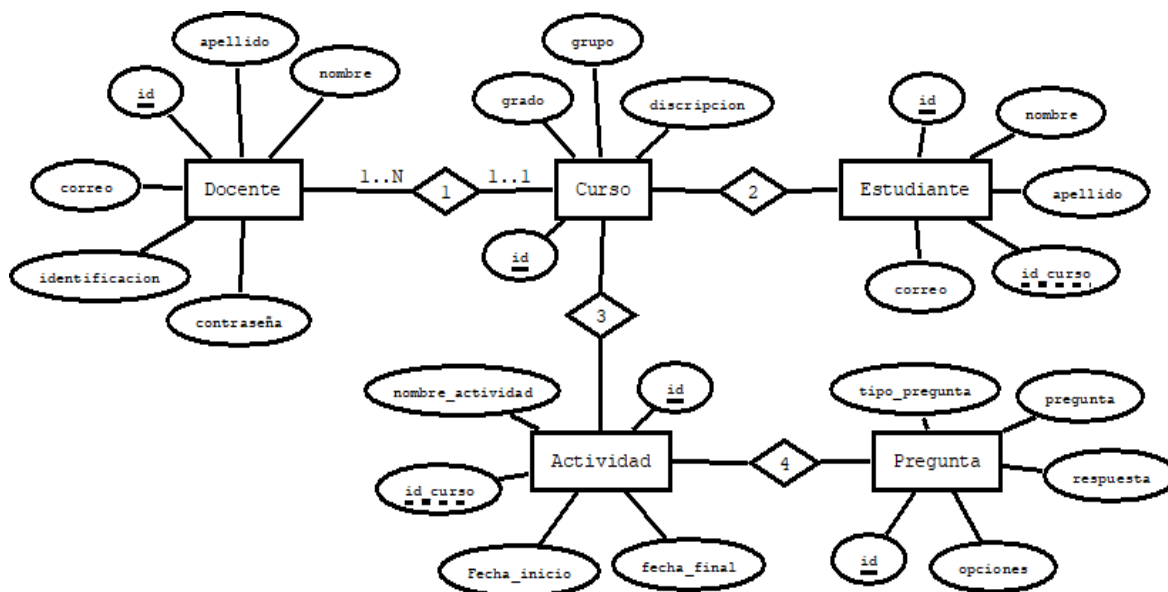 grupo
apellido
nombre
id
grado
discripcion
id
nombre
correo
Docente
1..N
1
1..1
Curso
2
Estudiante
apellido
identificacion
id
id_curso
correo
contraseña
3
nombre_actividad
id
tipo_pregunta
pregunta
Actividad
4
Pregunta
respuesta
id_curso
Fecha_inicio
fecha_final
id
opciones